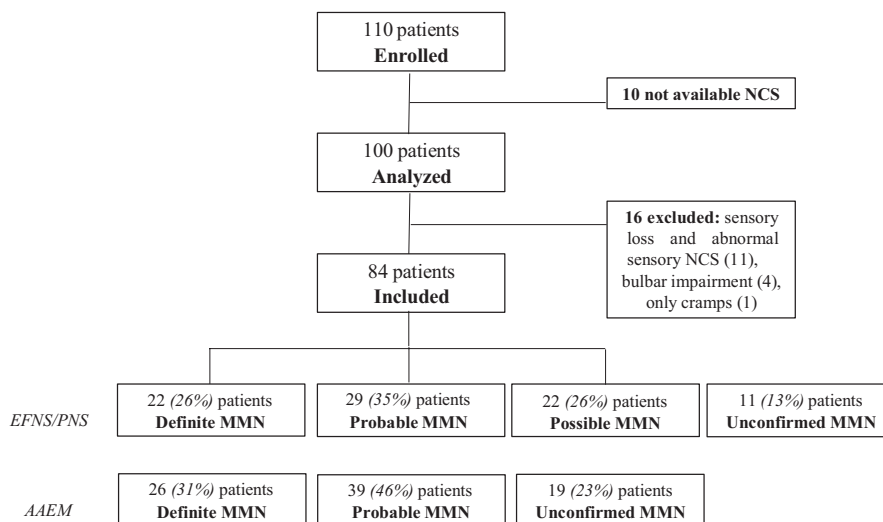 110 patients
Enrolled
10 not available NCS
100 patients
Analyzed
16 excluded: sensory
loss and abnormal
sensory NCS (11),
bulbar impairment (4),
only cramps (1)
84 patients
Included
EFNS/PNS
22 (26%) patients
Definite MMN
29 (35%) patients
Probable MMN
22 (26%) patients
Possible MMN
11 (13%) patients
Unconfirmed MMN
AAEM
26 (31%) patients
Definite MMN
39 (46%) patients
Probable MMN
19 (23%) patients
Unconfirmed MMN